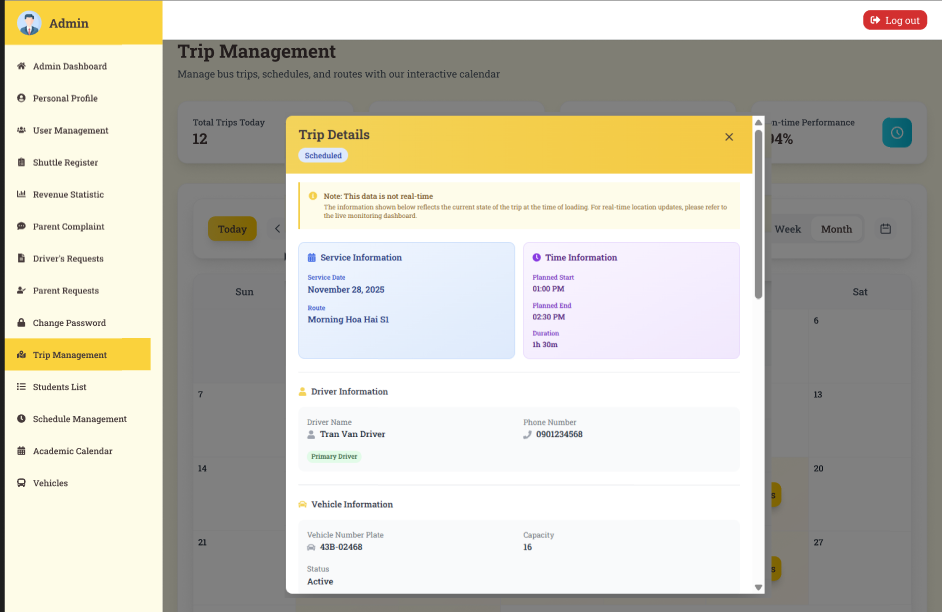 Admin
Log out
Admin Dashboard
Personal Profile
User Management
Shuttle Register
Revenue Statistic
Parent Complaint
Driver's Requests
Parent Requests
Change Password
Trip Management
Students List
Schedule Management
Academic Calendar
Vehicles
Trip Management
Manage bus trips, schedules, and routes with our interactive calendar
Total Trips Today
12
n-time Performance
94%
Today
Week
Month
Sun
Sat
6
7
13
14
20
21
27
Trip Details
Scheduled
Note: This data is not real-time
The information shown below reflects the current state of the trip at the time of loading. For real-time location updates, please refer to
the live monitoring dashboard.
Service Information
Service Date
November 28, 2025
Route
Morning Hoa Hai S1
Time Information
Planned Start
01:00 PM
Planned End
02:30 PM
Duration
1h 30m
Driver Information
Driver Name
Tran Van Driver
Primary Driver
Phone Number
0901234568
Vehicle Information
Vehicle Number Plate
43B-02468
Capacity
16
Status
Active